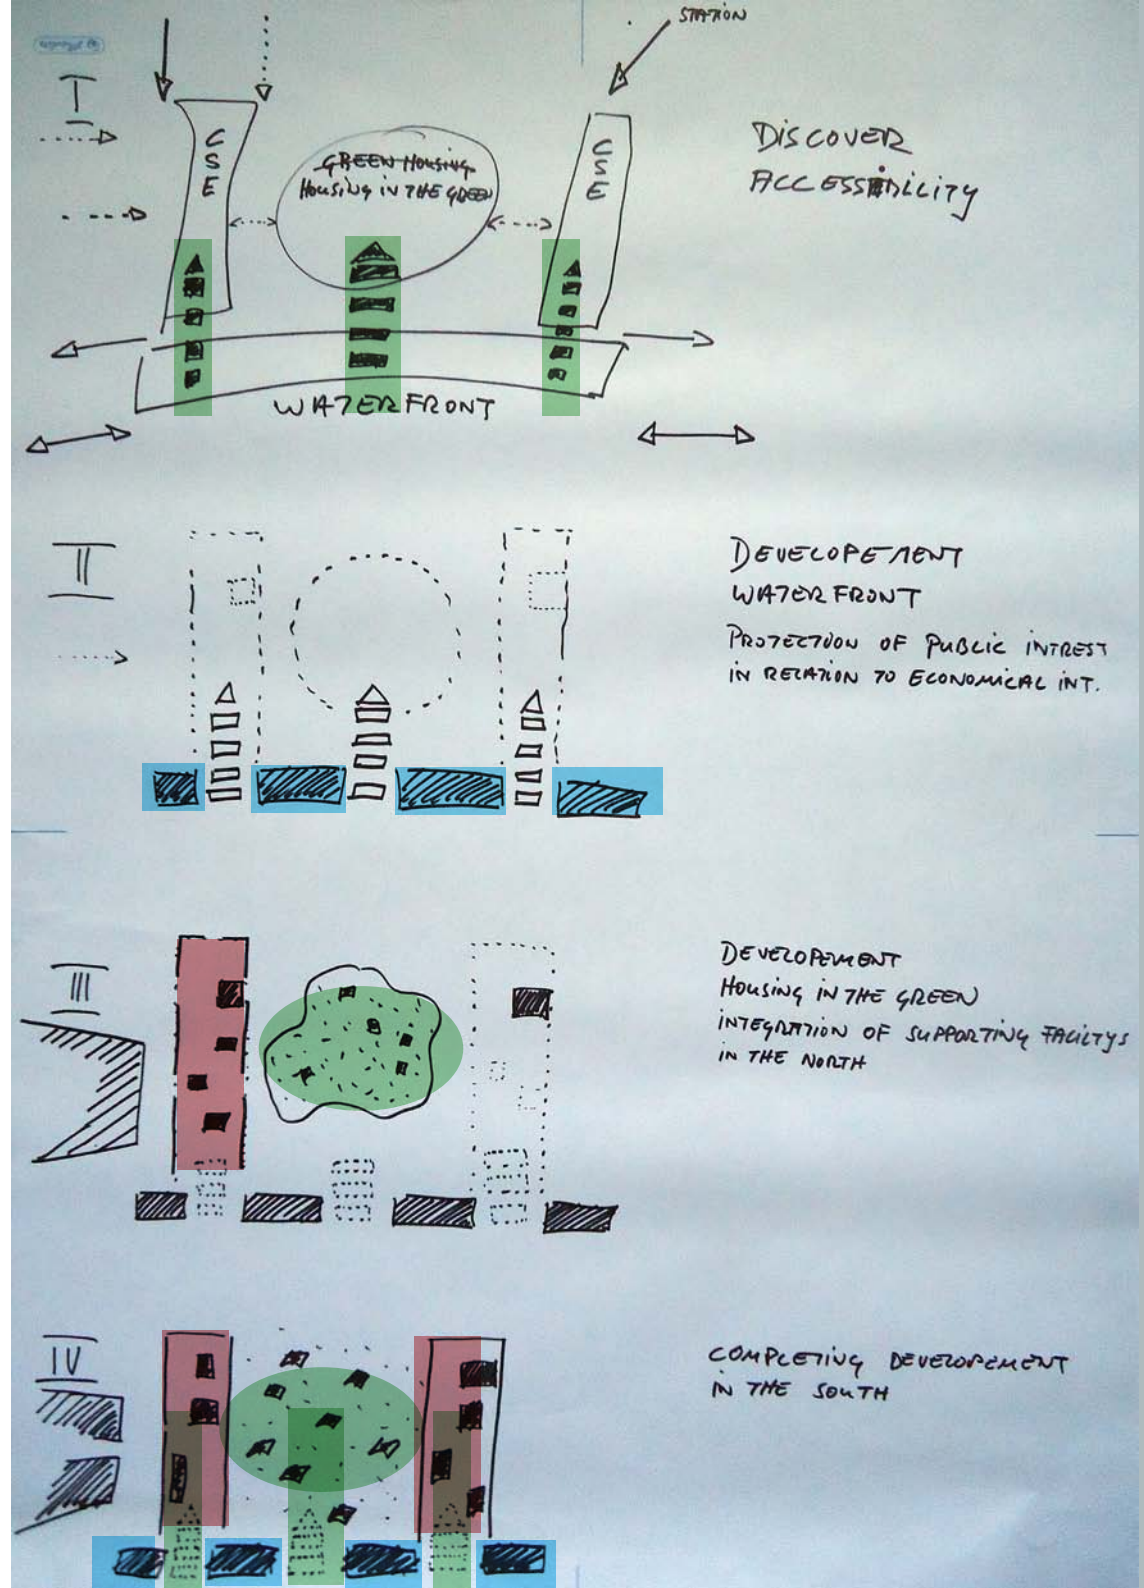 STATION
I
CSE
GREEN HOUSING
HOUSING IN THE GREEN
CSE
DISCOVER
ACCESSIBILITY
WATERFRONT
II
DEVELOPEMENT
WATERFRONT
PROTECTION OF PUBLIC INTREST
IN RELATION TO ECONOMICAL INT.
III
DEVELOPEMENT
HOUSING IN THE GREEN
INTEGRATION OF SUPPORTING FACILTYS
IN THE NORTH
IV
COMPLETING DEVELOPEMENT
IN THE SOUTH